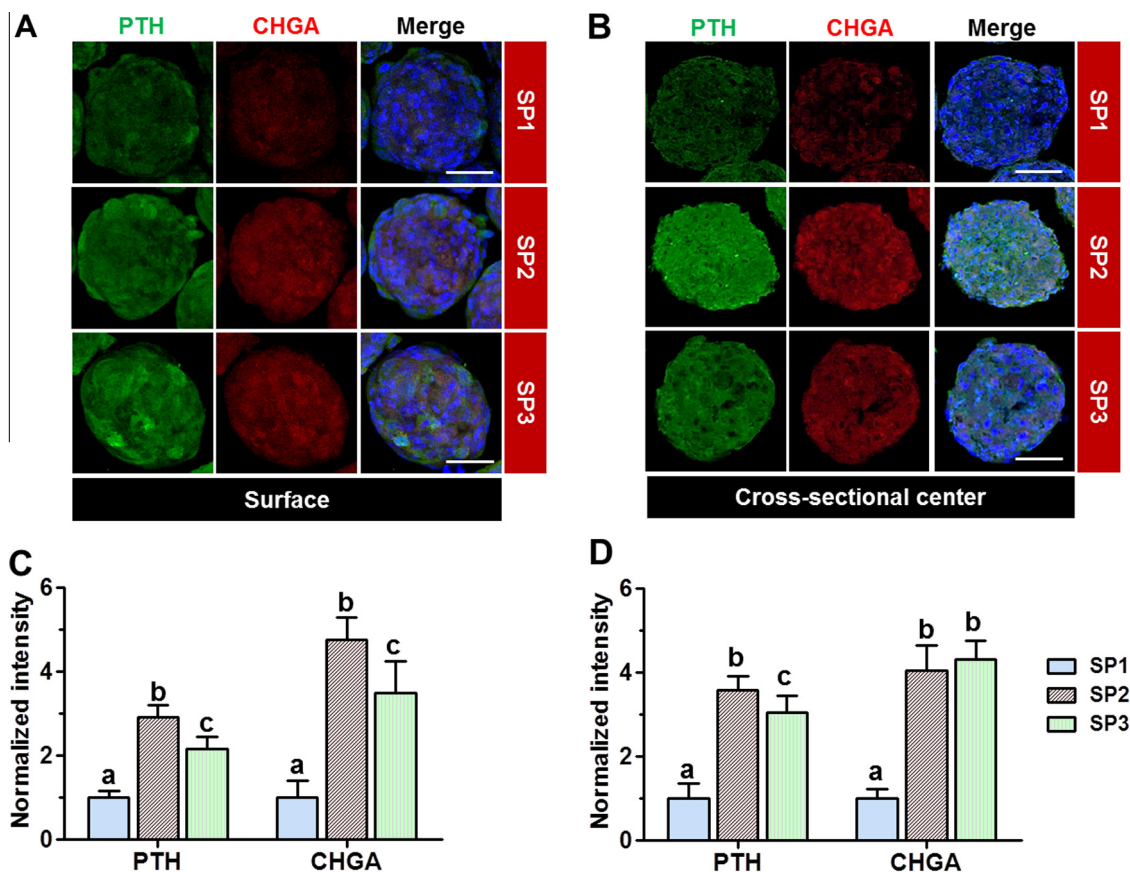 A
PTH CHGA Merge
SP1
SP2
SP3
Surface
B
PTH CHGA Merge
SP1
SP2
SP3
Cross-sectional center
C
Normalized intensity
6
4
2
0
a b c
a b c
PTH CHGA
D
Normalized intensity
6
4
2
0
a b c
a b b
PTH CHGA
SP1
SP2
SP3